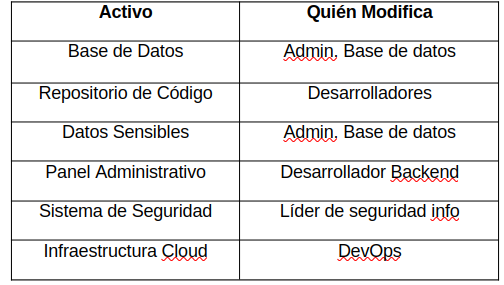 Activo Quién Modifica
Base de Datos Admin, Base de datos
Repositorio de Código Desarrolladores
Datos Sensibles Admin, Base de datos
Panel Administrativo Desarrollador Backend
Sistema de Seguridad Líder de seguridad info
Infraestructura Cloud DevOps